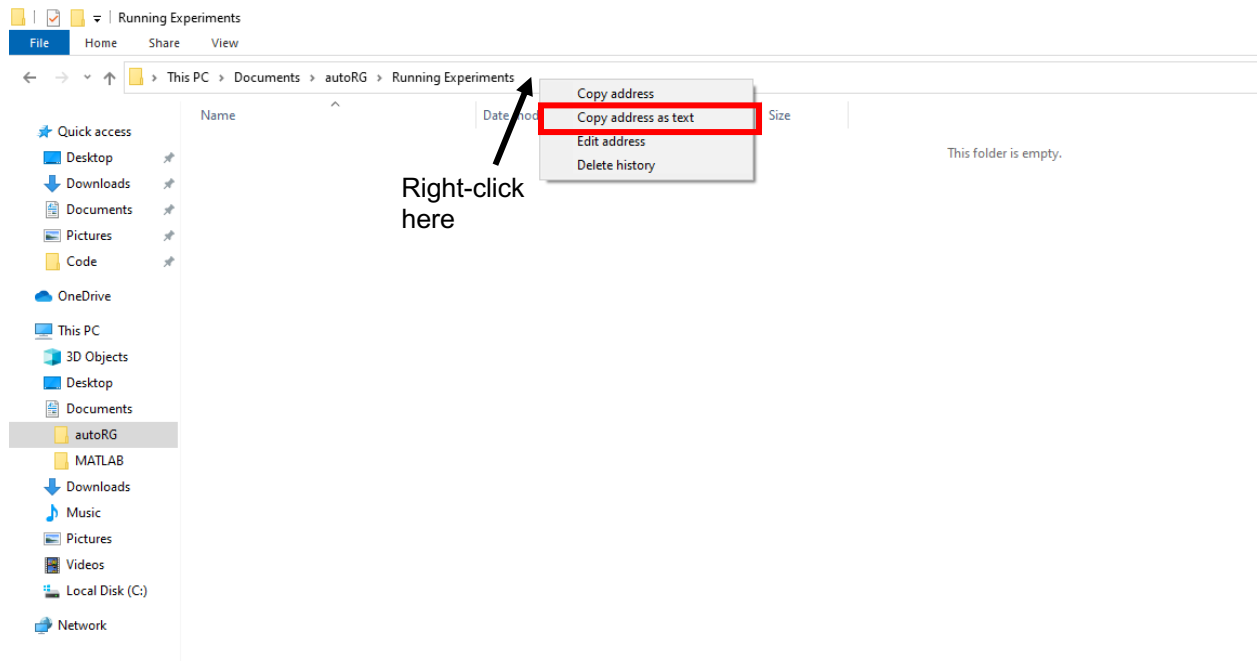 Running Experiments
File Home Share View
This PC > Documents > autoRG > Running Experiments
Name Date mod Size
Copy address
Copy address as text
Edit address
Delete history
This folder is empty.
Right-click
here
Quick access
Desktop
Downloads
Documents
Pictures
Code
OneDrive
This PC
3D Objects
Desktop
Documents
autoRG
MATLAB
Downloads
Music
Pictures
Videos
Local Disk (C:)
Network